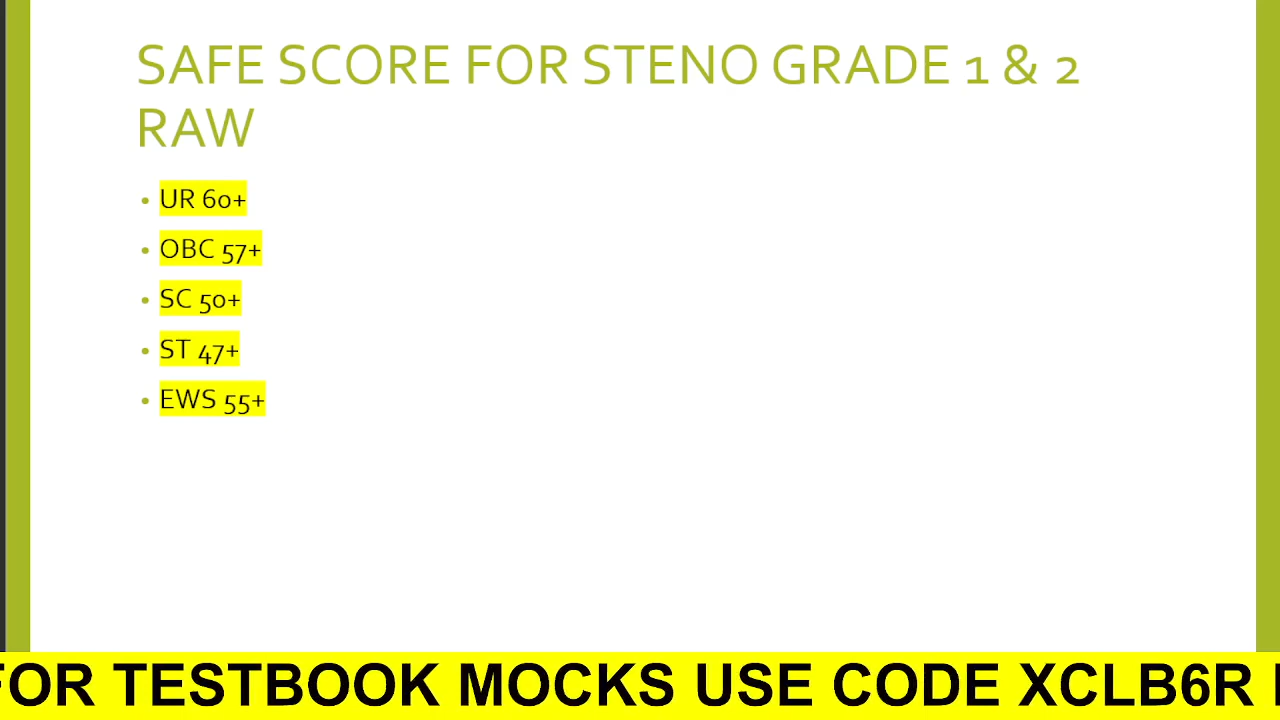 SAFE SCORE FOR STENO GRADE 1 & 2
RAW
• UR 60+
• OBC 57+
• SC 50+
• ST 47+
• EWS 55+
FOR TESTBOOK MOCKS USE CODE XCLB6R